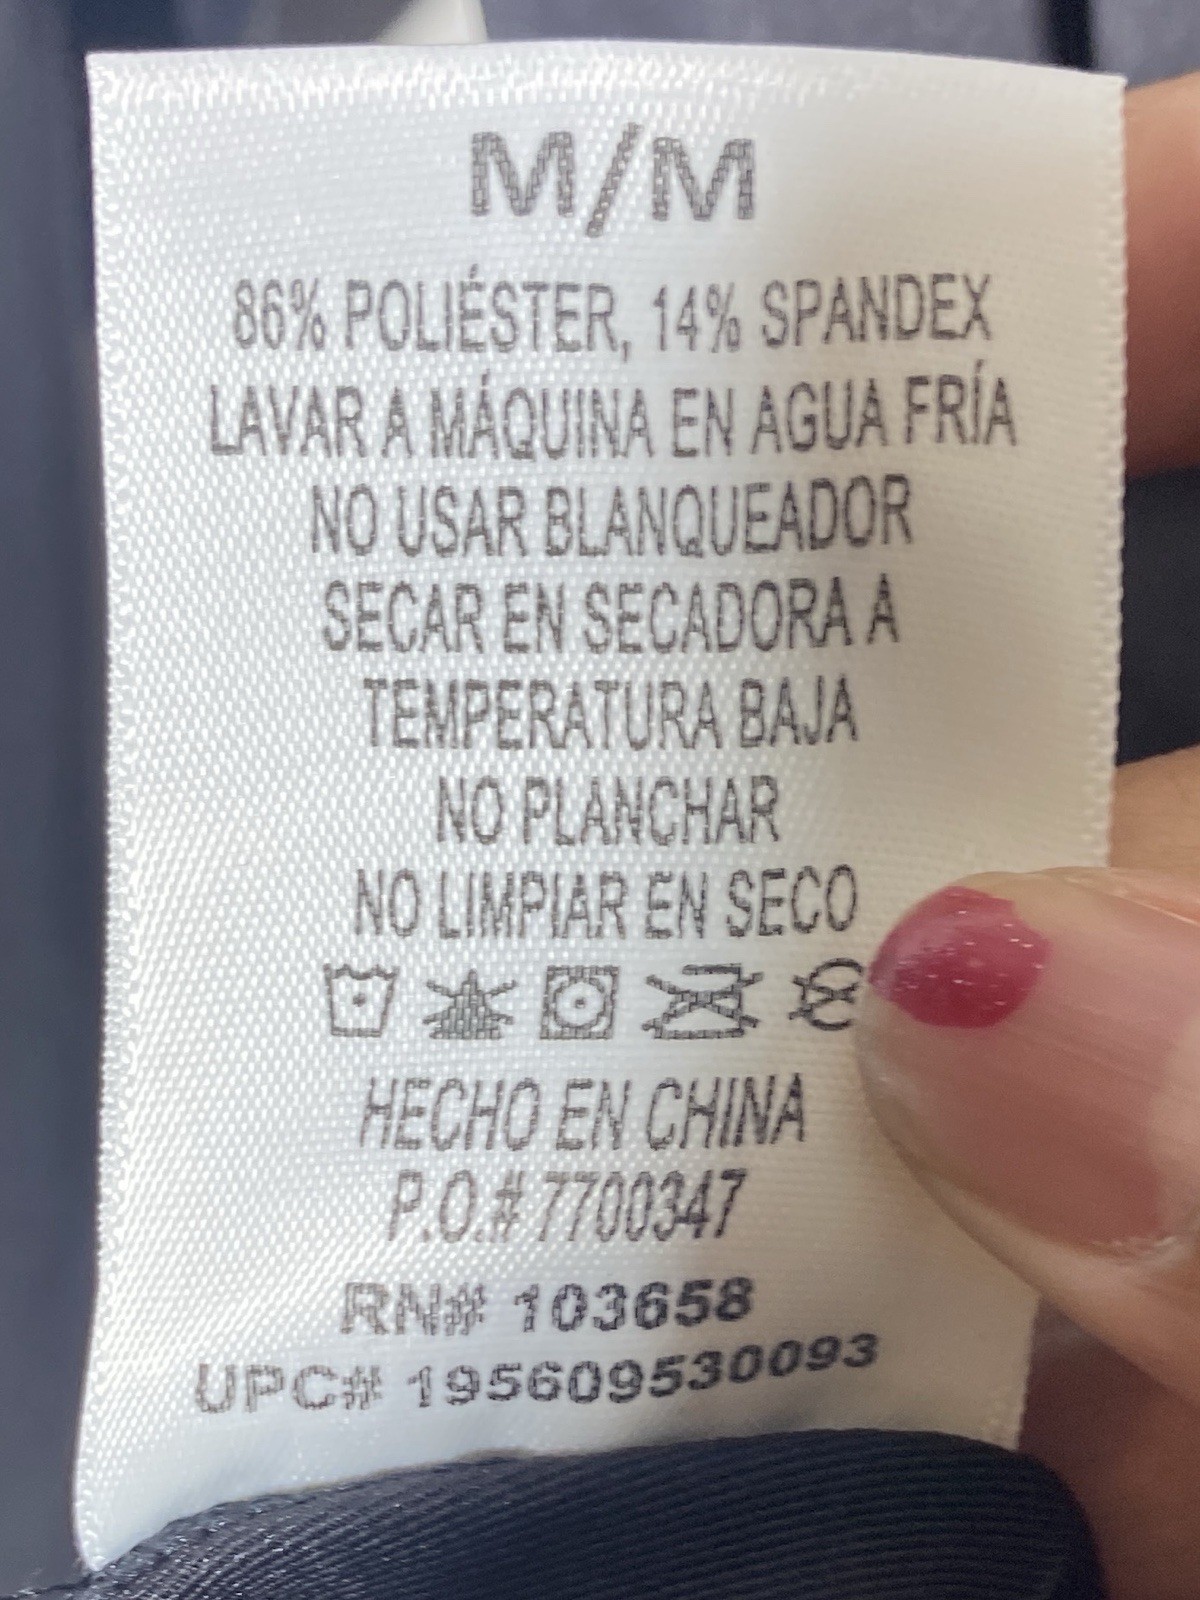 M/M
86% POLIÉSTER, 14% SPANDEX
LAVAR A MÁQUINA EN AGUA FRÍA
NO USAR BLANQUEADOR
SECAR EN SECADORA A
TEMPERATURA BAJA
NO PLANCHAR
NO LIMPIAR EN SECO
HECHO EN CHINA
P.O.# 7700347
RN# 103658
UPC# 195609530093